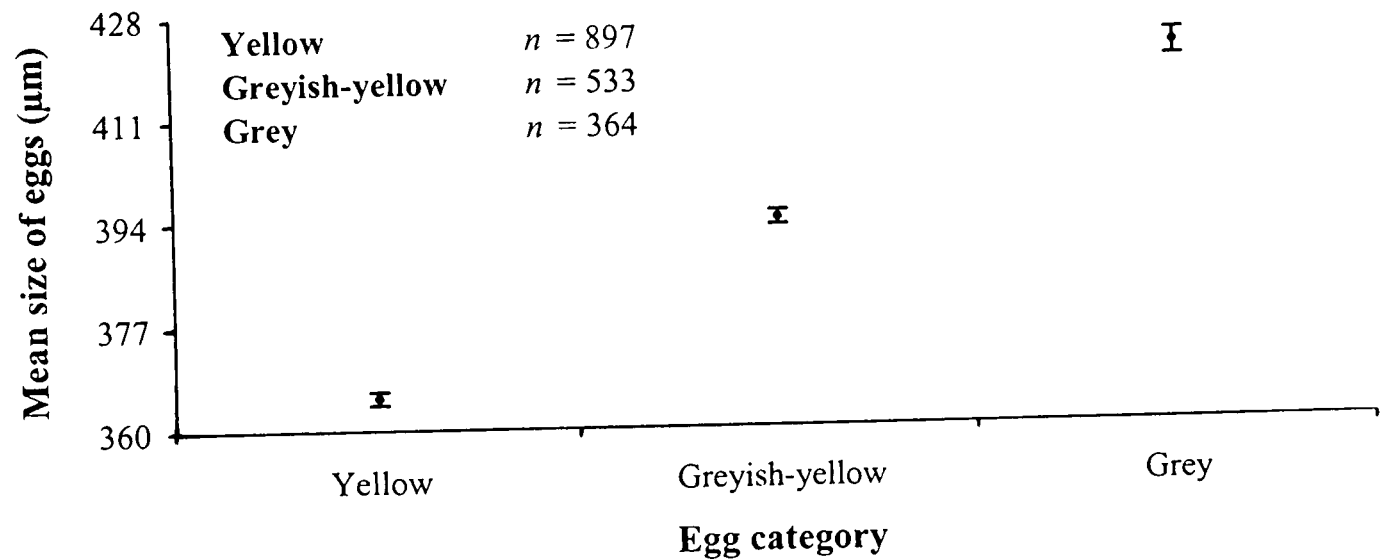 Mean size of eggs (µm)
428
411
394
377
360
Yellow n = 897
Greyish-yellow n = 533
Grey n = 364
Yellow Greyish-yellow Grey
Egg category